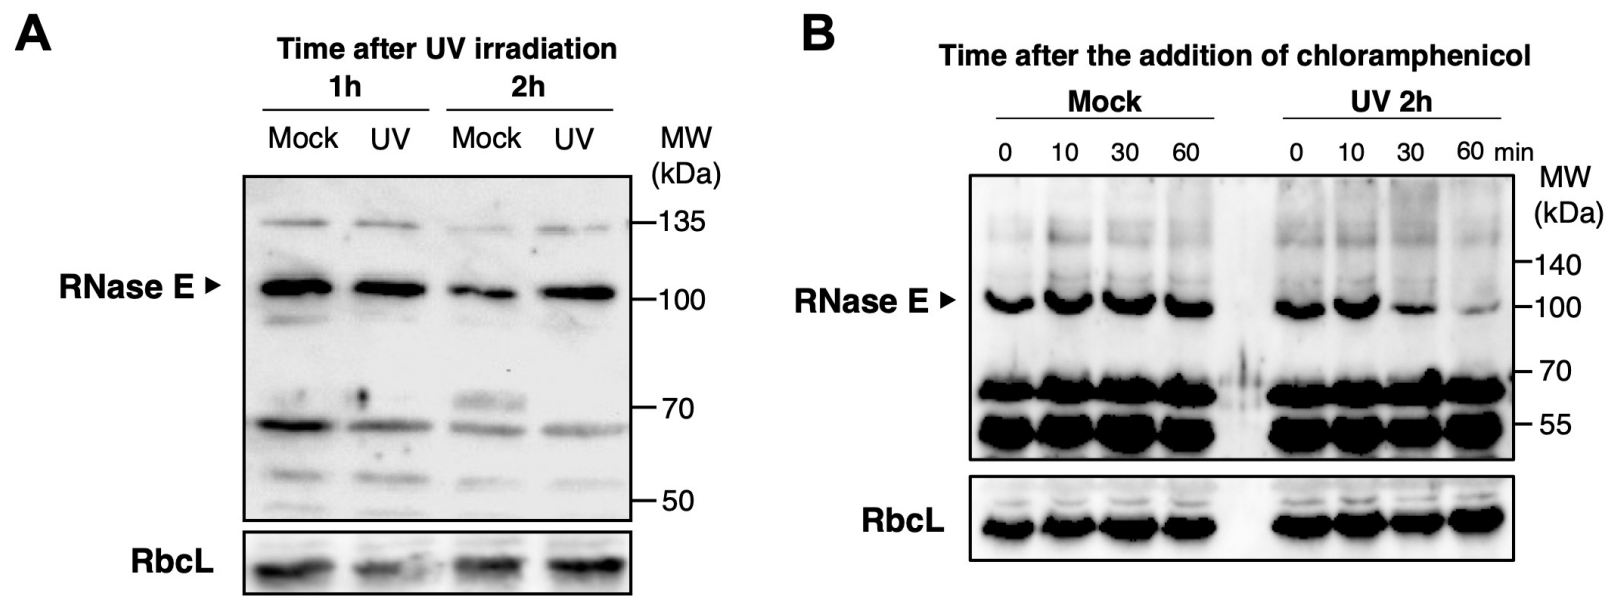 A
Time after UV irradiation
1h 2h
Mock UV Mock UV MW
(kDa)
135
RNase E
100
70
50
RbcL
B
Time after the addition of chloramphenicol
Mock UV 2h
0 10 30 60 0 10 30 60 min
MW
(kDa)
140
RNase E
100
70
55
RbcL